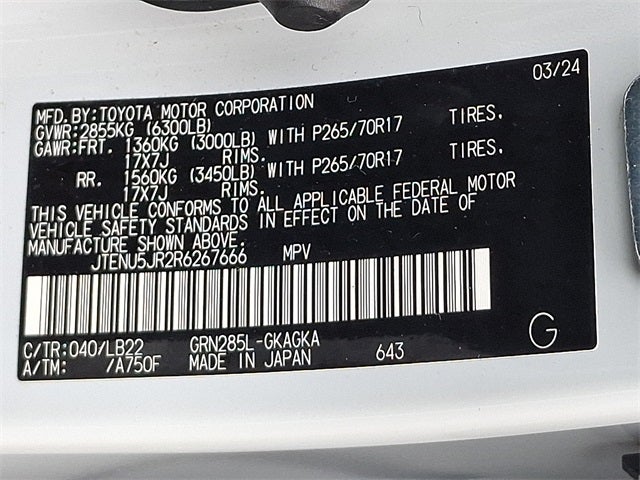 03/24
MFD. BY: TOYOTA MOTOR CORPORATION
GVWR: 2855KG (6300LB)
GAWR: FRT. 1360KG (3000LB) WITH P265/70R17 TIRES,
17X7J RIMS.
RR. 1560KG (3450LB) WITH P265/70R17 TIRES,
17X7J RIMS.
THIS VEHICLE CONFORMS TO ALL APPLICABLE FEDERAL MOTOR
VEHICLE SAFETY STANDARDS IN EFFECT ON THE DATE OF
MANUFACTURE SHOWN ABOVE.
JTENU5JR2R6267666 MPV
C/TR: 040/LB22 GRN285L-GKAGKA
A/TM: /A750F MADE IN JAPAN 643
G